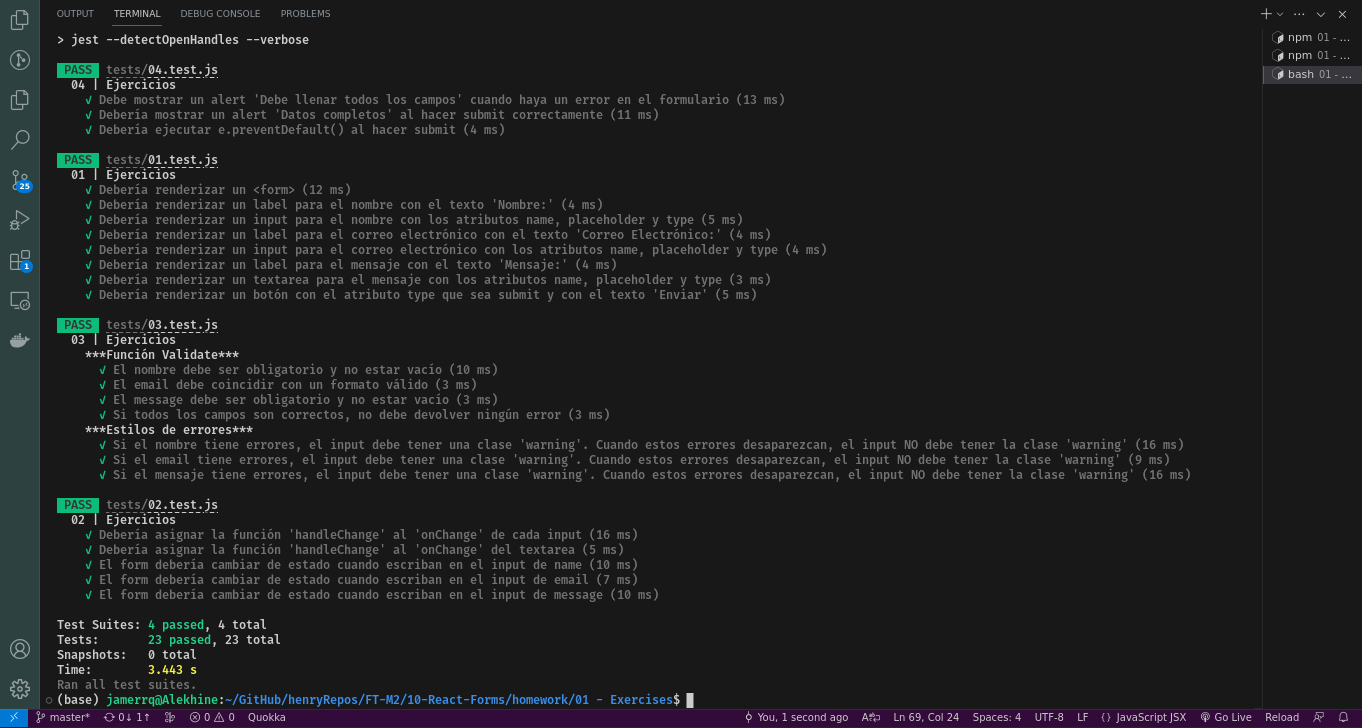 OUTPUT TERMINAL DEBUG CONSOLE PROBLEMS
> jest --detectOpenHandles --verbose
PASS tests/04.test.js
04 | Ejercicios
√ Debe mostrar un alert 'Debe llenar todos los campos' cuando haya un error en el formulario (13 ms)
√ Debería mostrar un alert 'Datos completos' al hacer submit correctamente (11 ms)
√ Debería ejecutar e.preventDefault() al hacer submit (4 ms)
PASS tests/01.test.js
01 | Ejercicios
√ Debería renderizar un <form> (12 ms)
√ Debería renderizar un label para el nombre con el texto 'Nombre:' (4 ms)
√ Debería renderizar un input para el nombre con los atributos name, placeholder y type (5 ms)
√ Debería renderizar un label para el correo electrónico con el texto 'Correo Electrónico:' (4 ms)
√ Debería renderizar un input para el correo electrónico con los atributos name, placeholder y type (4 ms)
√ Debería renderizar un label para el mensaje con el texto 'Mensaje:' (4 ms)
√ Debería renderizar un textarea para el mensaje con los atributos name, placeholder y type (3 ms)
√ Debería renderizar un botón con el atributo type que sea submit y con el texto 'Enviar' (5 ms)
PASS tests/03.test.js
03 | Ejercicios
***Función Validate***
√ El nombre debe ser obligatorio y no estar vacío (10 ms)
√ El email debe coincidir con un formato válido (3 ms)
√ El message debe ser obligatorio y no estar vacío (3 ms)
√ Si todos los campos son correctos, no debe devolver ningún error (3 ms)
***Estilos de errores***
√ Si el nombre tiene errores, el input debe tener una clase 'warning'. Cuando estos errores desaparezcan, el input NO debe tener la clase 'warning' (16 ms)
√ Si el email tiene errores, el input debe tener una clase 'warning'. Cuando estos errores desaparezcan, el input NO debe tener la clase 'warning' (9 ms)
√ Si el mensaje tiene errores, el input debe tener una clase 'warning'. Cuando estos errores desaparezcan, el input NO debe tener la clase 'warning' (16 ms)
PASS tests/02.test.js
02 | Ejercicios
√ Debería asignar la función 'handleChange' al 'onChange' de cada input (16 ms)
√ Debería asignar la función 'handleChange' al 'onChange' del textarea (5 ms)
√ El form debería cambiar de estado cuando escriban en el input de name (10 ms)
√ El form debería cambiar de estado cuando escriban en el input de email (7 ms)
√ El form debería cambiar de estado cuando escriban en el input de message (10 ms)
Test Suites: 4 passed, 4 total
Tests: 23 passed, 23 total
Snapshots: 0 total
Time: 3.443 s
Ran all test suites.
(base) jamerrq@Alekhine:~/GitHub/henryRepos/FT-M2/10-React-Forms/homework/01 - Exercises$
npm 01 - ...
npm 01 - ...
bash 01 - ...
25
1
master* 0↓ 1↑ 0 0 Quokka You, 1 second ago Ln 69, Col 24 Spaces: 4 UTF-8 LF {} JavaScript JSX Go Live Reload